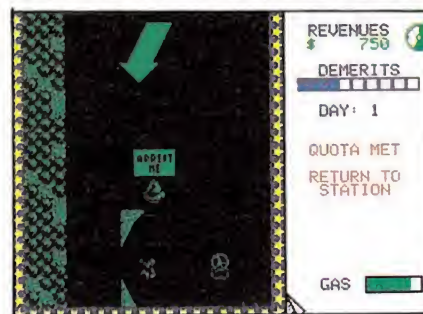 REVENUES
$ 750
DEMERITS
DAY: 1
ARREST
ME
QUOTA MET
RETURN TO
STATION
GAS